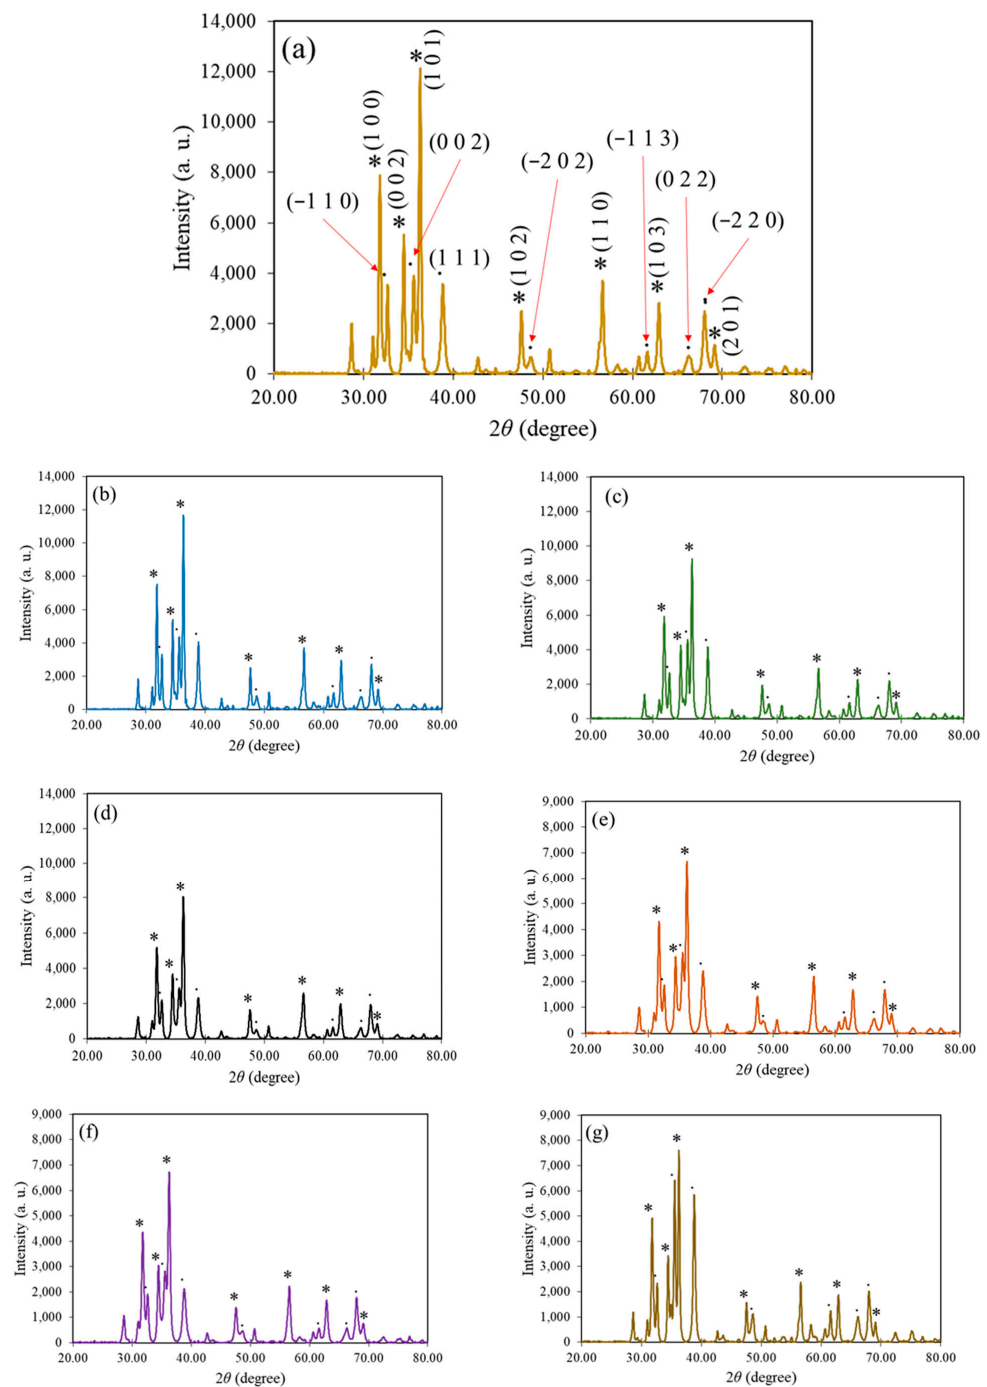 (a)
Intensity (a. u.)
14,000
12,000
10,000
8,000
6,000
4,000
2,000
0
(−1 1 0)
*(1 0 0)
*(0 0 2)
(0 0 2)
*(1 0 1)
(1 1 1)
*(1 0 2)
(−2 0 2)
*(1 1 0)
(−1 1 3)
*(1 0 3)
(0 2 2)
(−2 2 0)
*(2 0 1)
20.00 30.00 40.00 50.00 60.00 70.00 80.00
2θ (degree)
(b)
Intensity (a. u.)
14,000
12,000
10,000
8,000
6,000
4,000
2,000
0
* * * * * * *
20.00 30.00 40.00 50.00 60.00 70.00 80.00
2θ (degree)
(c)
Intensity (a. u.)
14,000
12,000
10,000
8,000
6,000
4,000
2,000
0
* * * * * * *
20.00 30.00 40.00 50.00 60.00 70.00 80.00
2θ (degree)
(d)
Intensity (a. u.)
14,000
12,000
10,000
8,000
6,000
4,000
2,000
0
* * * * * * *
20.00 30.00 40.00 50.00 60.00 70.00 80.00
2θ (degree)
(e)
Intensity (a. u.)
9,000
8,000
7,000
6,000
5,000
4,000
3,000
2,000
1,000
0
* * * * * * *
20.00 30.00 40.00 50.00 60.00 70.00 80.00
2θ (degree)
(f)
Intensity (a. u.)
9,000
8,000
7,000
6,000
5,000
4,000
3,000
2,000
1,000
0
* * * * * * *
20.00 30.00 40.00 50.00 60.00 70.00 80.00
2θ (degree)
(g)
Intensity (a. u.)
9,000
8,000
7,000
6,000
5,000
4,000
3,000
2,000
1,000
0
* * * * * * *
20.00 30.00 40.00 50.00 60.00 70.00 80.00
2θ (degree)